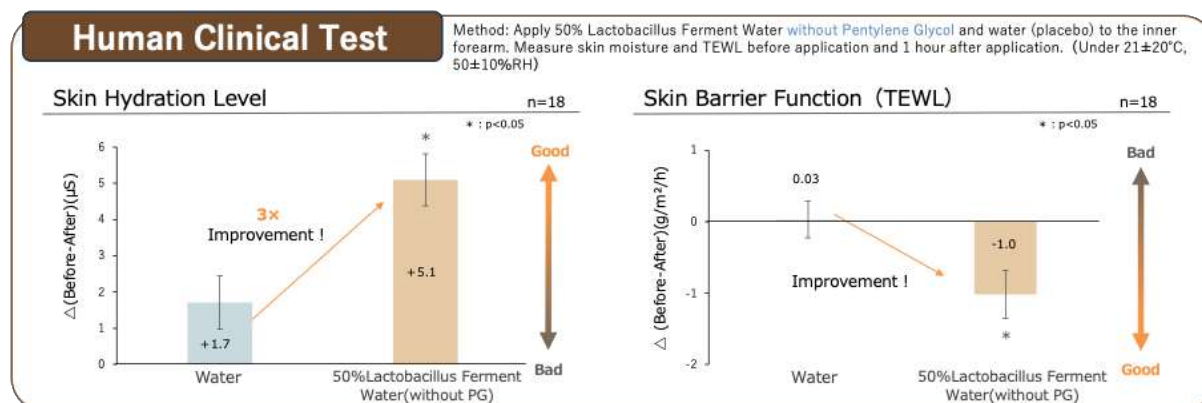 Human Clinical Test
Method: Apply 50% Lactobacillus Ferment Water without Pentylene Glycol and water (placebo) to the inner
forearm. Measure skin moisture and TEWL before application and 1 hour after application. (Under 21±20°C,
50±10%RH)
Skin Hydration Level
n=18
* : p<0.05
△(Before-After)(μS)
6
5
4
3
2
1
0
*
3×
Improvement !
+1.7
+5.1
Good
Bad
Water
50%Lactobacillus Ferment
Water(without PG)
Skin Barrier Function (TEWL)
n=18
* : p<0.05
△ (Before-After)(g/m²/h)
1
0
-1
-2
0.03
-1.0
Improvement !
*
Bad
Good
Water
50%Lactobacillus Ferment
Water(without PG)